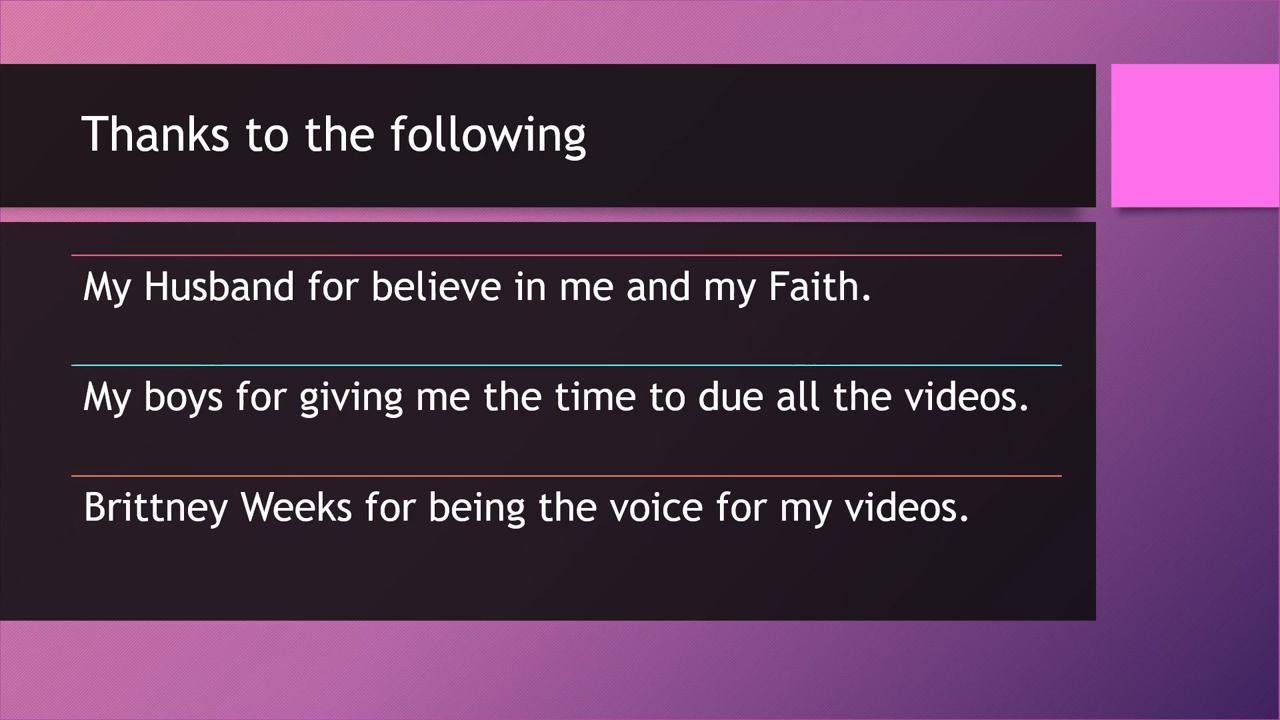 Thanks to the following
My Husband for believe in me and my Faith.
My boys for giving me the time to due all the videos.
Brittney Weeks for being the voice for my videos.